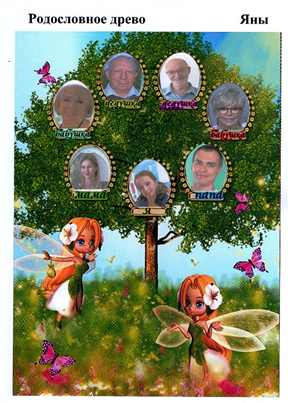 Родословное древо Яны
дедушка дедушка
бабушка бабушка
мама я папа